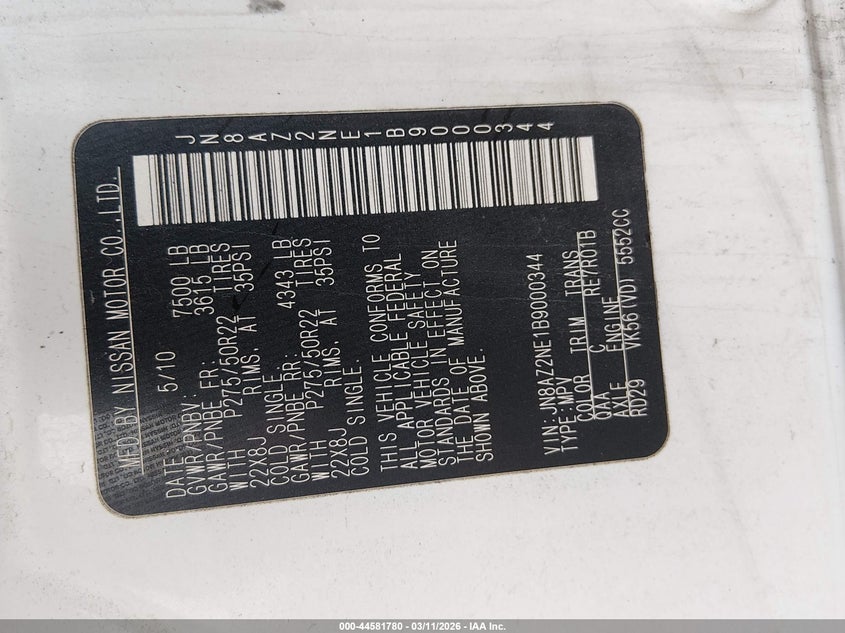 JN8AZ2NE1B9000344
MFD BY NISSAN MOTOR CO.,LTD.
DATE: 5/10
GVWR/PNBV: 7500 LB
GAWR/PNBE FR: 3615 LB
WITH P275/50R22 TIRES
22X8J RIMS, AT 35PSI
COLD SINGLE.
GAWR/PNBE RR: 4343 LB
WITH P275/50R22 TIRES
22X8J RIMS, AT 35PSI
COLD SINGLE.
THIS VEHICLE CONFORMS TO
ALL APPLICABLE FEDERAL
MOTOR VEHICLE SAFETY
STANDARDS IN EFFECT ON
THE DATE OF MANUFACTURE
SHOWN ABOVE.
VIN: JN8AZ2NE1B9000344
TYPE:MPV
COLOR TRIM TRANS
QAA C RE7R01B
AXLE ENGINE
RD29 VK56(VD) 5552CC
000-44581780 - 03/11/2026 - IAA Inc.